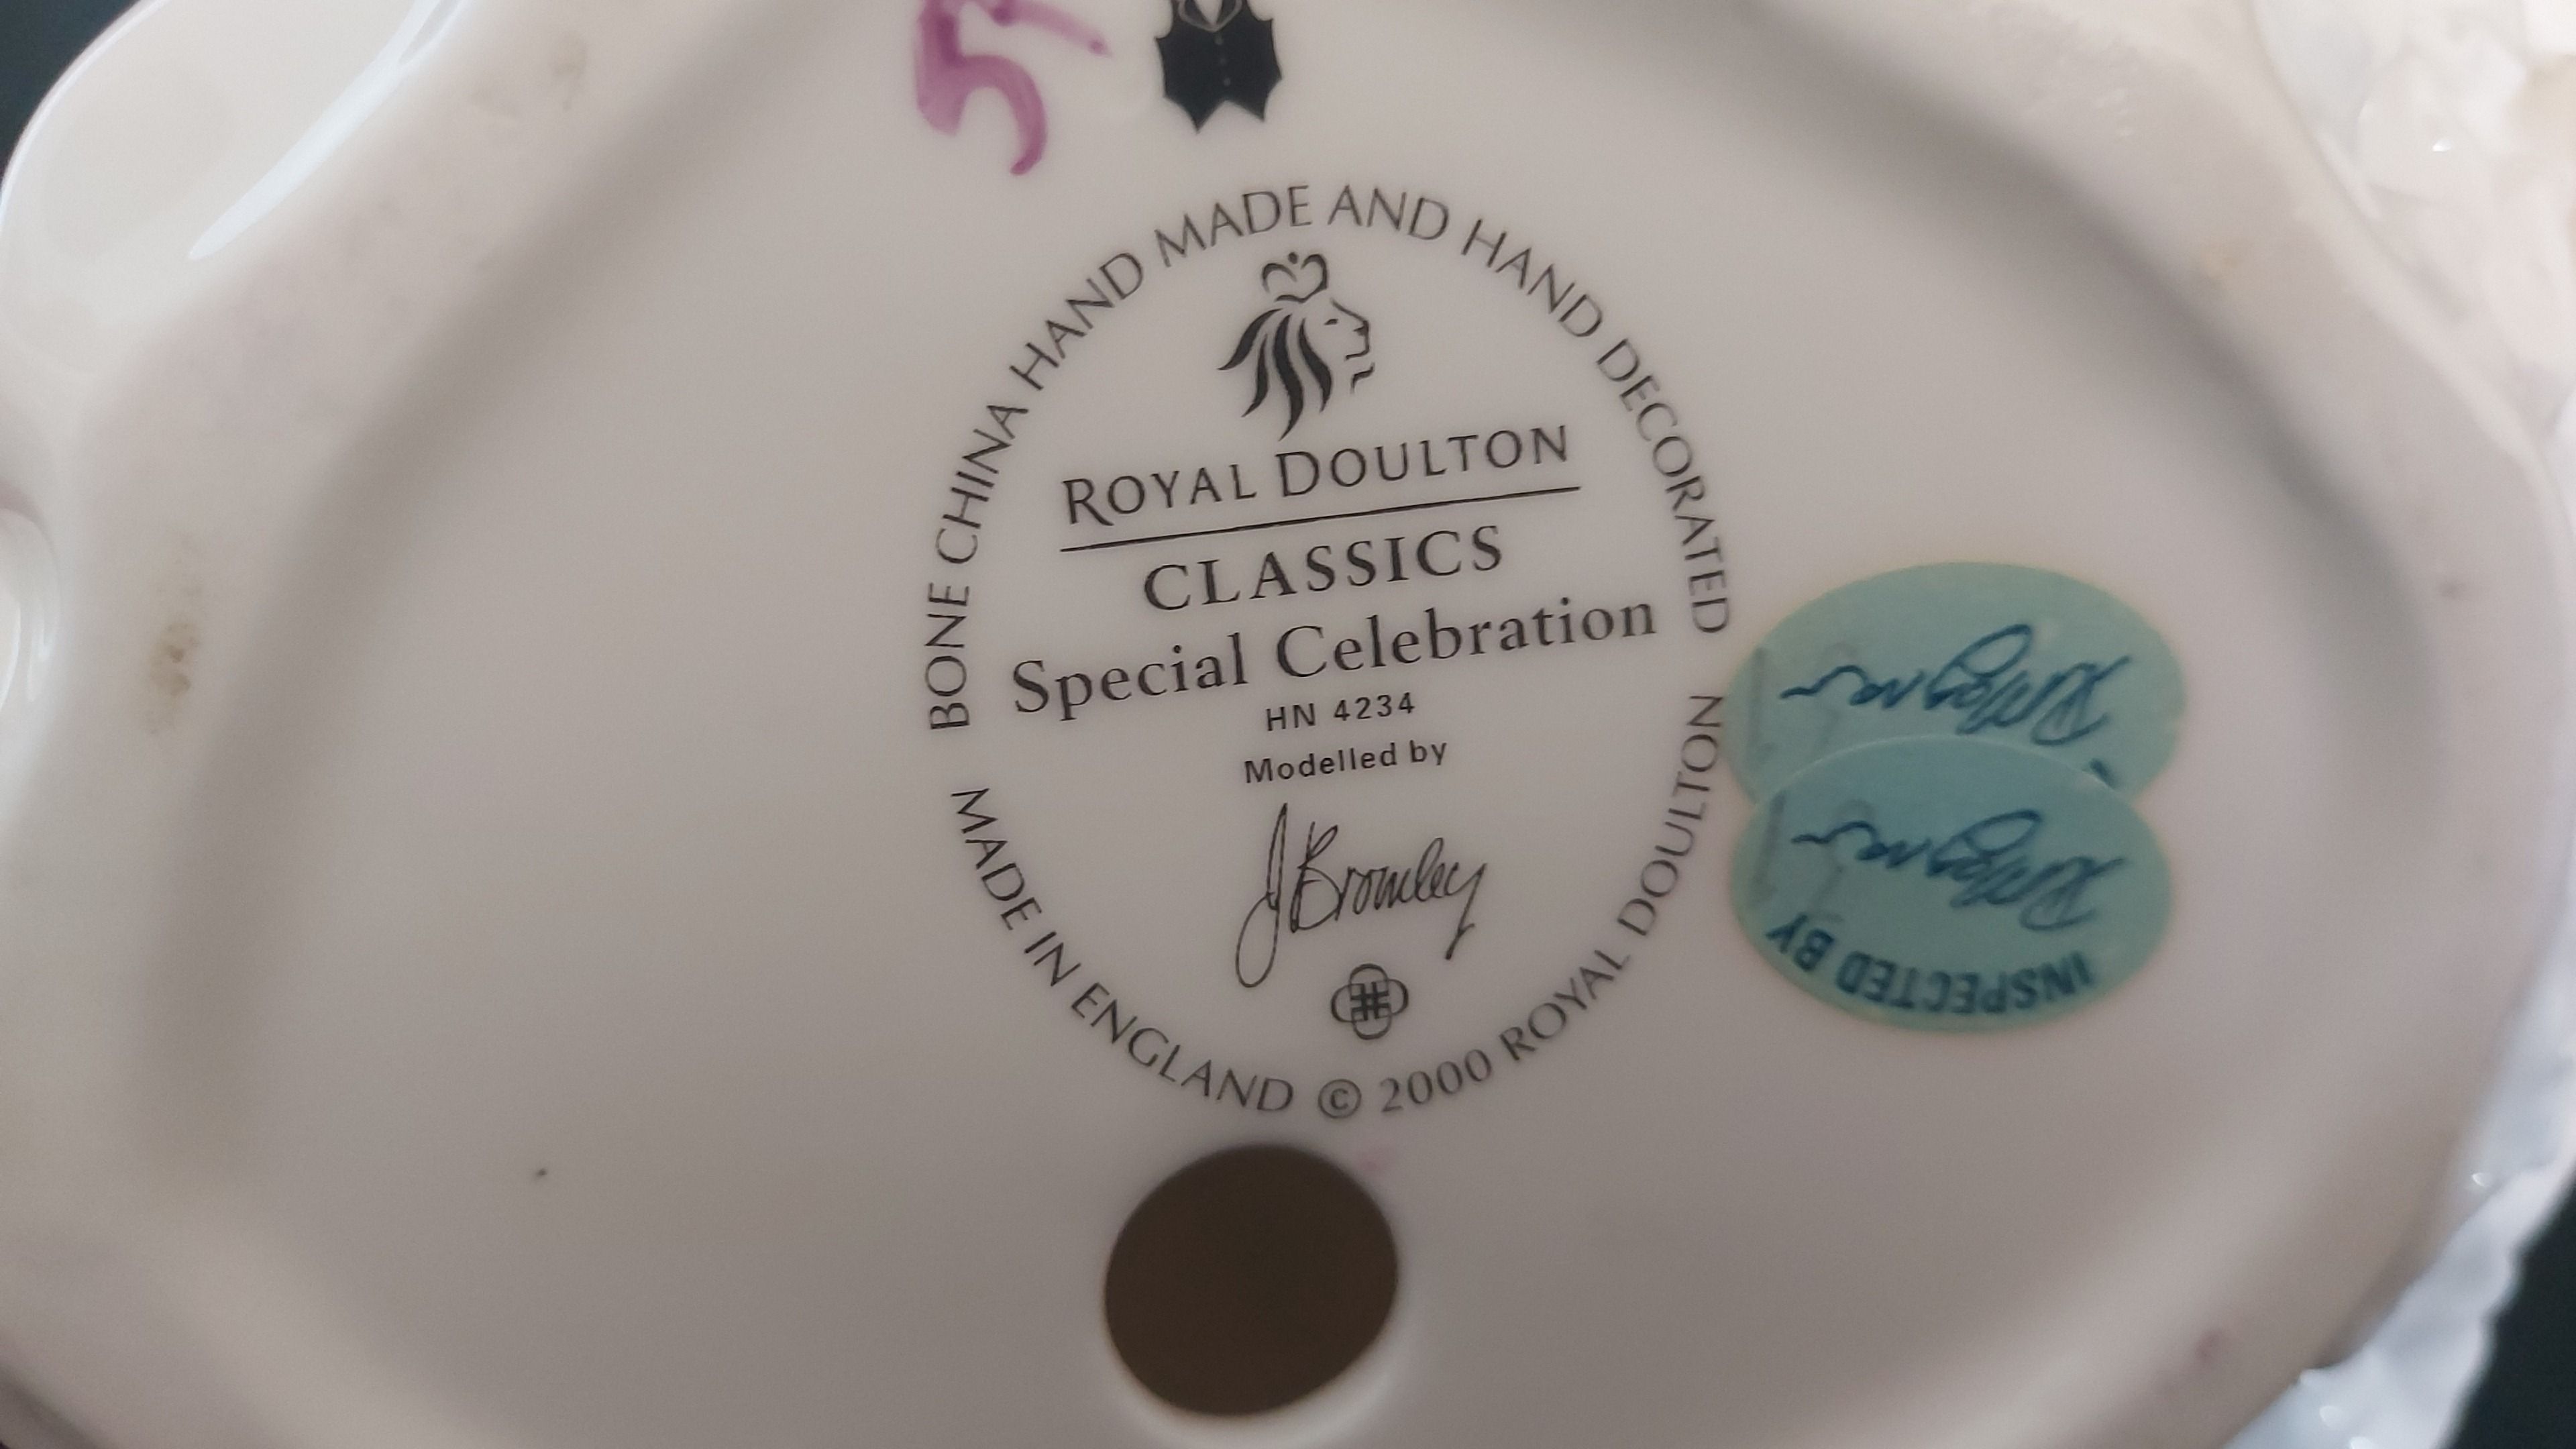 5
BONE CHINA HAND MADE AND HAND DECORATED
ROYAL DOULTON
CLASSICS
Special Celebration
HN 4234
Modelled by
J Bromley
MADE IN ENGLAND © 2000 ROYAL DOULTON
INSPECTED BY